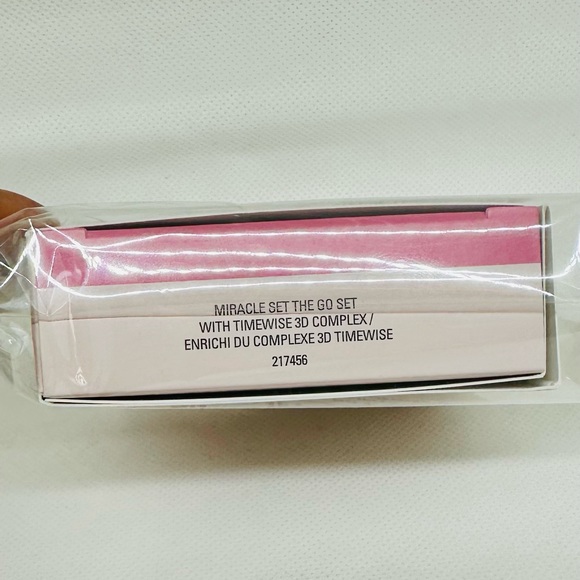 MIRACLE SET THE GO SET
WITH TIMEWISE 3D COMPLEX /
ENRICHI DU COMPLEXE 3D TIMEWISE
217456